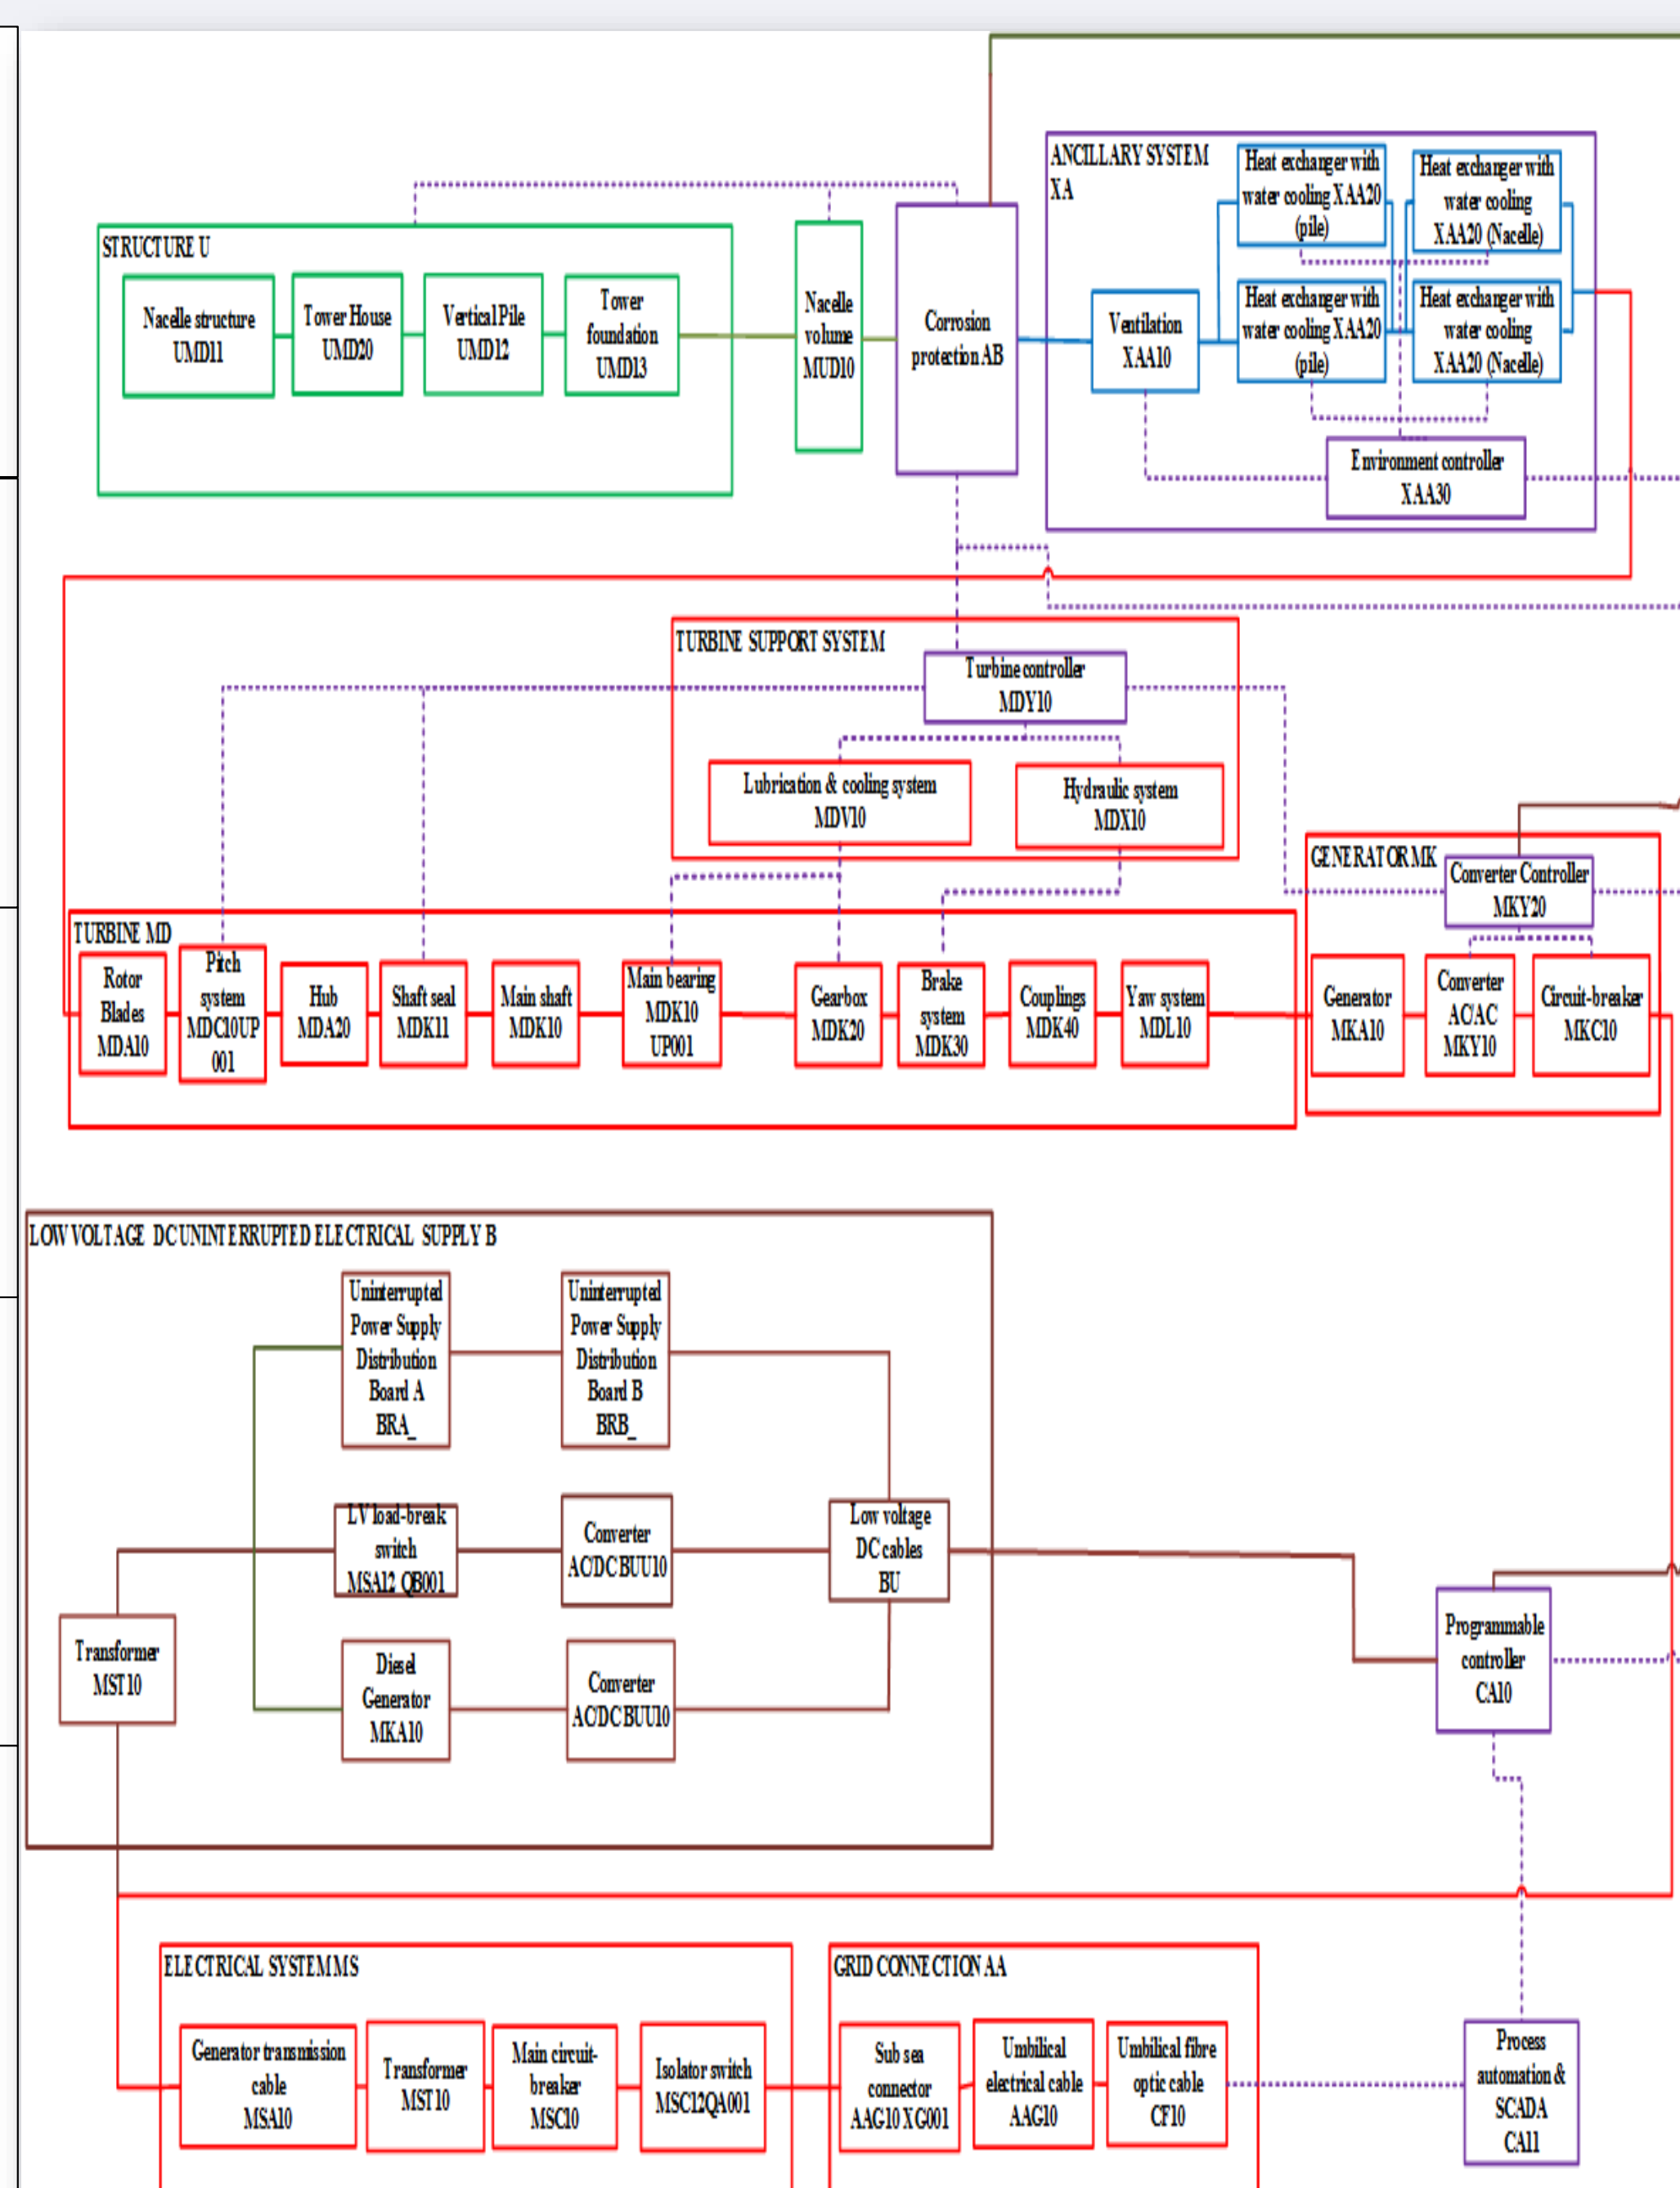 ANCILLARY SYSTEM
XA
Heat exchanger with
water cooling XAA20
(pile)
Heat exchanger with
water cooling
XAA20 (Nacelle)
STRUCTURE U
Nacelle structure
UMD11
Tower House
UMD20
Vertical Pile
UMD12
Tower
foundation
UMD13
Nacelle
volume
MUD10
Corrosion
protection AB
Ventilation
XAA10
Heat exchanger with
water cooling XAA20
(pile)
Heat exchanger with
water cooling
XAA20 (Nacelle)
Environment controller
XAA30
TURBINE SUPPORT SYSTEM
Turbine controller
MDY10
Lubrication & cooling system
MDV10
Hydraulic system
MDX10
GENERATOR MK
Converter Controller
MKY20
TURBINE MD
Rotor
Blades
MDA10
Pitch
system
MDC10UP
001
Hub
MDA20
Shaft seal
MDK11
Main shaft
MDK10
Main bearing
MDK10
UP001
Gearbox
MDK20
Brake
system
MDK30
Couplings
MDK40
Yaw system
MDL10
Generator
MKA10
Converter
AC/AC
MKY10
Circuit-breaker
MKC10
LOW VOLTAGE DC UNINTERRUPTED ELECTRICAL SUPPLY B
Uninterrupted
Power Supply
Distribution
Board A
BRA_
Uninterrupted
Power Supply
Distribution
Board B
BRB_
LV load-break
switch
MSA12 QB001
Converter
AC/DC BUU10
Low voltage
DC cables
BU
Transformer
MST10
Diesel
Generator
MKA10
Converter
AC/DC BUU10
Programmable
controller
CA10
ELECTRICAL SYSTEM MS
Generator transmission
cable
MSA10
Transformer
MST10
Main circuit-
breaker
MSC10
Isolator switch
MSC12QA001
GRID CONNECTION AA
Sub sea
connector
AAG10 XG001
Umbilical
electrical cable
AAG10
Umbilical fibre
optic cable
CF10
Process
automation &
SCADA
CA11